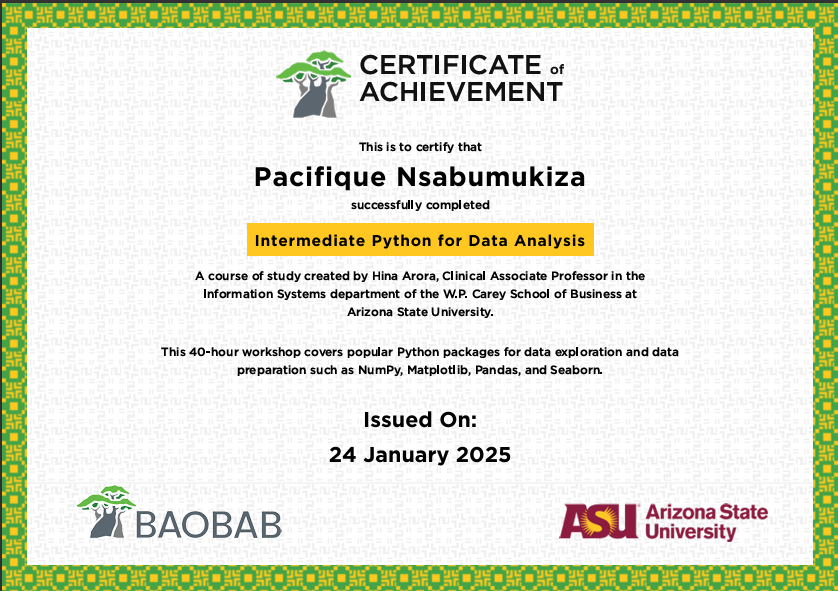 CERTIFICATE of
ACHIEVEMENT
This is to certify that
Pacifique Nsabumukiza
successfully completed
Intermediate Python for Data Analysis
A course of study created by Hina Arora, Clinical Associate Professor in the
Information Systems department of the W.P. Carey School of Business at
Arizona State University.
This 40-hour workshop covers popular Python packages for data exploration and data
preparation such as NumPy, Matplotlib, Pandas, and Seaborn.
Issued On:
24 January 2025
BAOBAB
ASU Arizona State
University